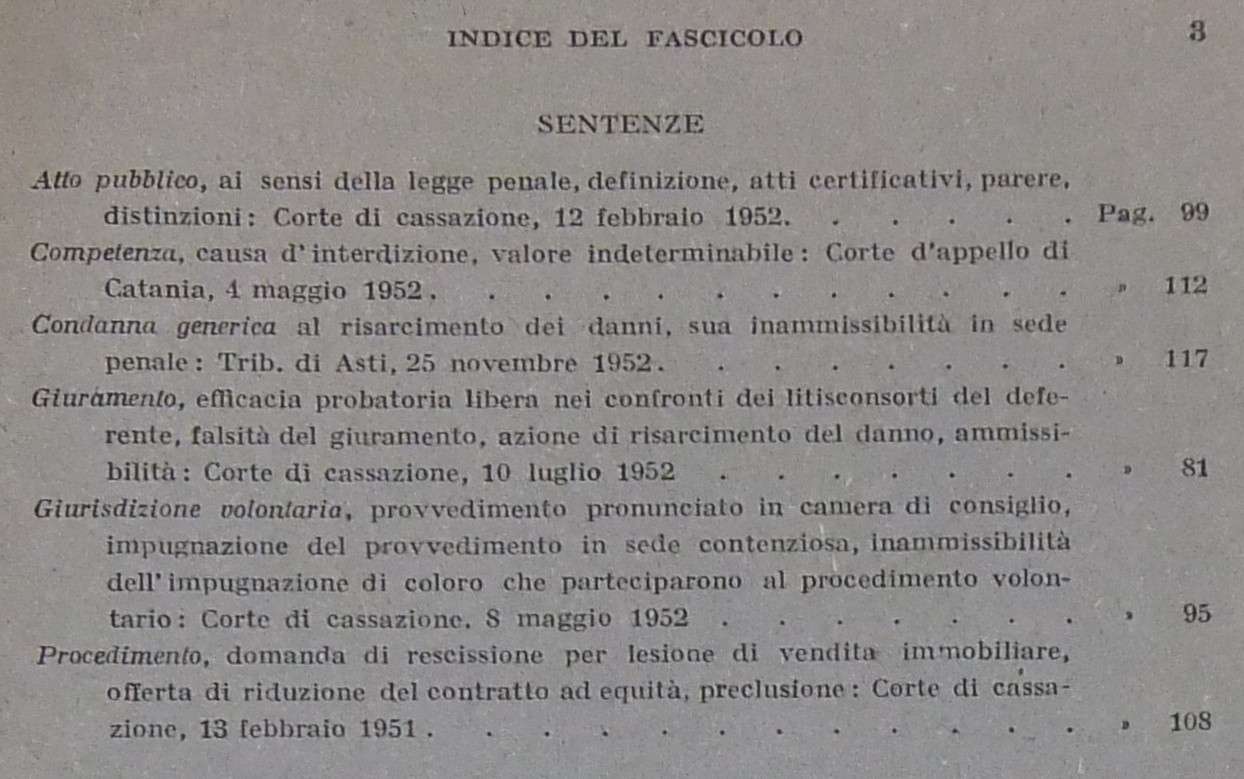 INDICE DEL FASCICOLO 3
SENTENZE
Atto pubblico, ai sensi della legge penale, definizione, atti certificativi, parere,
distinzioni: Corte di cassazione, 12 febbraio 1952. . . . . . Pag. 99
Competenza, causa d'interdizione, valore indeterminabile: Corte d'appello di
Catania, 4 maggio 1952. . . . . . . . . . . . » 112
Condanna generica al risarcimento dei danni, sua inammissibilità in sede
penale: Trib. di Asti, 25 novembre 1952. . . . . . . . » 117
Giuramento, efficacia probatoria libera nei confronti dei litisconsorti del defe-
rente, falsità del giuramento, azione di risarcimento del danno, ammissi-
bilità: Corte di cassazione, 10 luglio 1952 . . . . . . . » 81
Giurisdizione volontaria, provvedimento pronunciato in camera di consiglio,
impugnazione del provvedimento in sede contenziosa, inammissibilità
dell'impugnazione di coloro che parteciparono al procedimento volon-
tario: Corte di cassazione, 8 maggio 1952 . . . . . . . » 95
Procedimento, domanda di rescissione per lesione di vendita immobiliare,
offerta di riduzione del contratto ad equità, preclusione: Corte di cassa-
zione, 13 febbraio 1951. . . . . . . . . . . . » 108